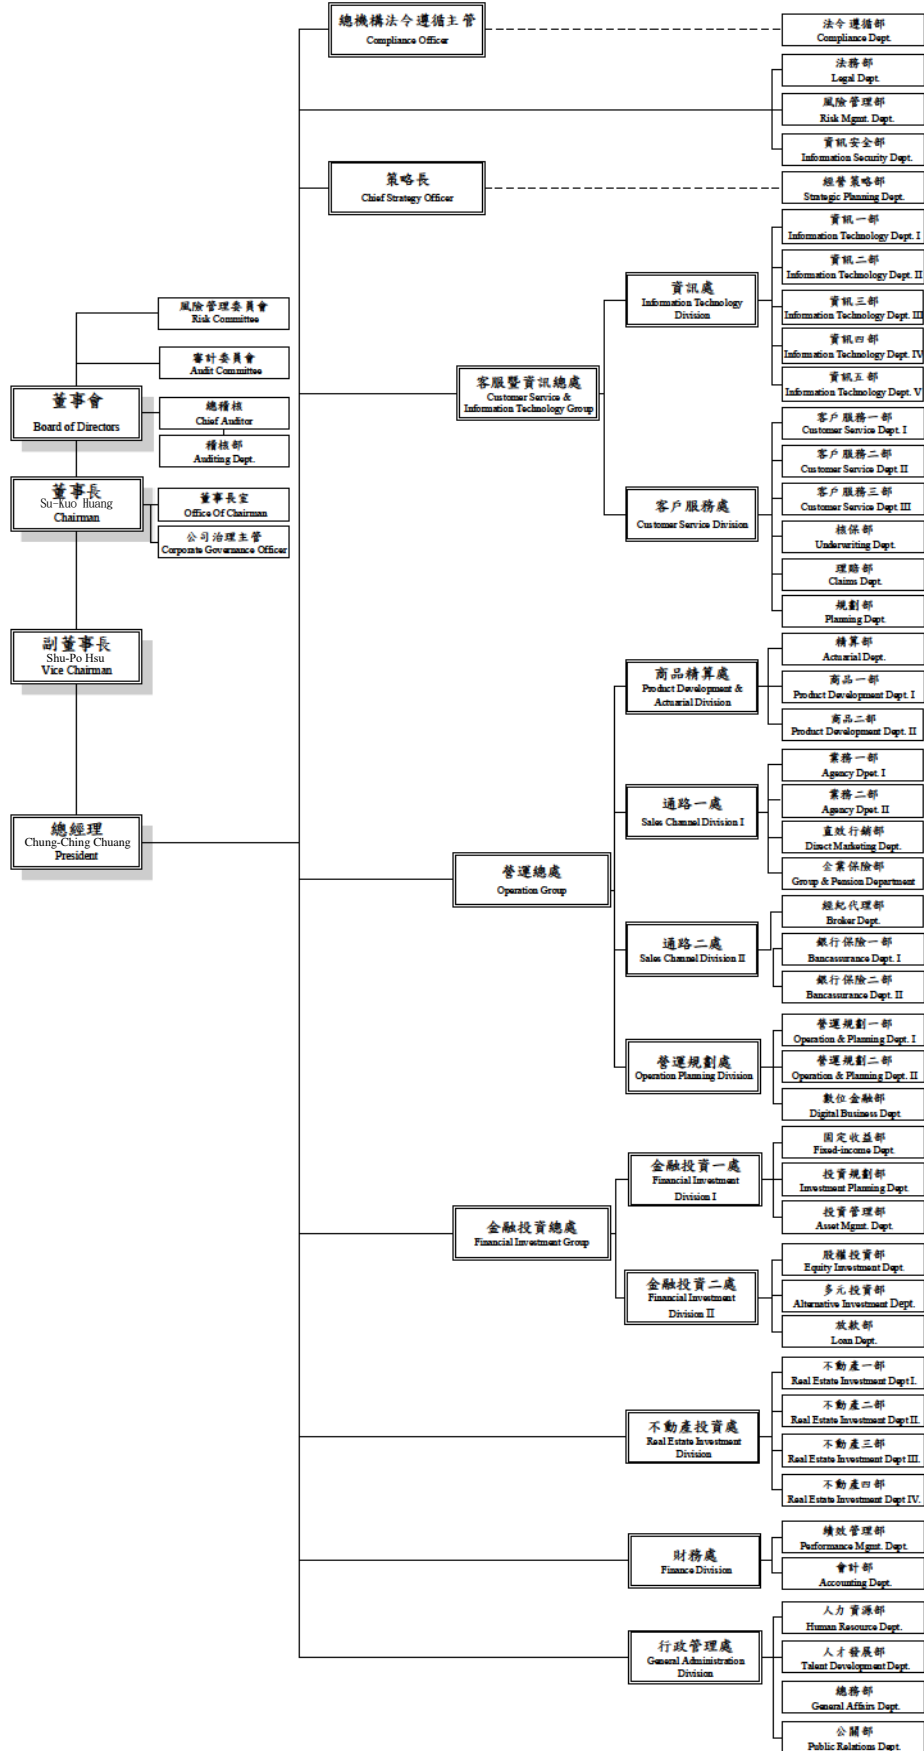 總機構法令遵循主管
Compliance Officer
法令遵循部
Compliance Dept.
法務部
Legal Dept.
風險管理部
Risk Mgmt. Dept.
資訊安全部
Information Security Dept.
策略長
Chief Strategy Officer
經營策略部
Strategic Planning Dept.
風險管理委員會
Risk Committee
審計委員會
Audit Committee
董事會
Board of Directors
總稽核
Chief Auditor
稽核部
Auditing Dept.
董事長
Su-Kuo Huang
Chairman
董事長室
Office Of Chairman
公司治理主管
Corporate Governance Officer
副董事長
Shu-Po Hsu
Vice Chairman
總經理
Chung-Ching Chuang
President
客服暨資訊總處
Customer Service &
Information Technology Group
資訊處
Information Technology
Division
資訊一部
Information Technology Dept. I
資訊二部
Information Technology Dept. II
資訊三部
Information Technology Dept. III
資訊四部
Information Technology Dept. IV
資訊五部
Information Technology Dept. V
客戶服務處
Customer Service Division
客戶服務一部
Customer Service Dept. I
客戶服務二部
Customer Service Dept II
客戶服務三部
Customer Service Dept III
核保部
Underwriting Dept.
理賠部
Claims Dept.
規劃部
Planning Dept.
營運總處
Operation Group
商品精算處
Product Development &
Actuarial Division
精算部
Actuarial Dept.
商品一部
Product Development Dept. I
商品二部
Product Development Dept. II
通路一處
Sales Channel Division I
業務一部
Agency Dpet. I
業務二部
Agency Dpet. II
直效行銷部
Direct Marketing Dept.
企業保險部
Group & Pension Department
通路二處
Sales Channel Division II
經紀代理部
Broker Dept.
銀行保險一部
Bancassurance Dept. I
銀行保險二部
Bancassurance Dept. II
營運規劃處
Operation Planning Division
營運規劃一部
Operation & Planning Dept. I
營運規劃二部
Operation & Planning Dept. II
數位金融部
Digital Business Dept
金融投資總處
Financial Investment Group
金融投資一處
Financial Investment
Division I
固定收益部
Fixed-income Dept.
投資規劃部
Investment Planning Dept.
投資管理部
Asset Mgmt. Dept.
金融投資二處
Financial Investment
Division II
股權投資部
Equity Investment Dept.
多元投資部
Alternative Investment Dept.
放款部
Loan Dept.
不動產投資處
Real Estate Investment
Division
不動產一部
Real Estate Investment Dept I.
不動產二部
Real Estate Investment Dept II.
不動產三部
Real Estate Investment Dept III.
不動產四部
Real Estate Investment Dept IV.
財務處
Finance Division
績效管理部
Performance Mgmt. Dept.
會計部
Accounting Dept.
行政管理處
General Administration
Division
人力資源部
Human Resource Dept.
人才發展部
Talent Development Dept.
總務部
General Affairs Dept.
公關部
Public Relations Dept.